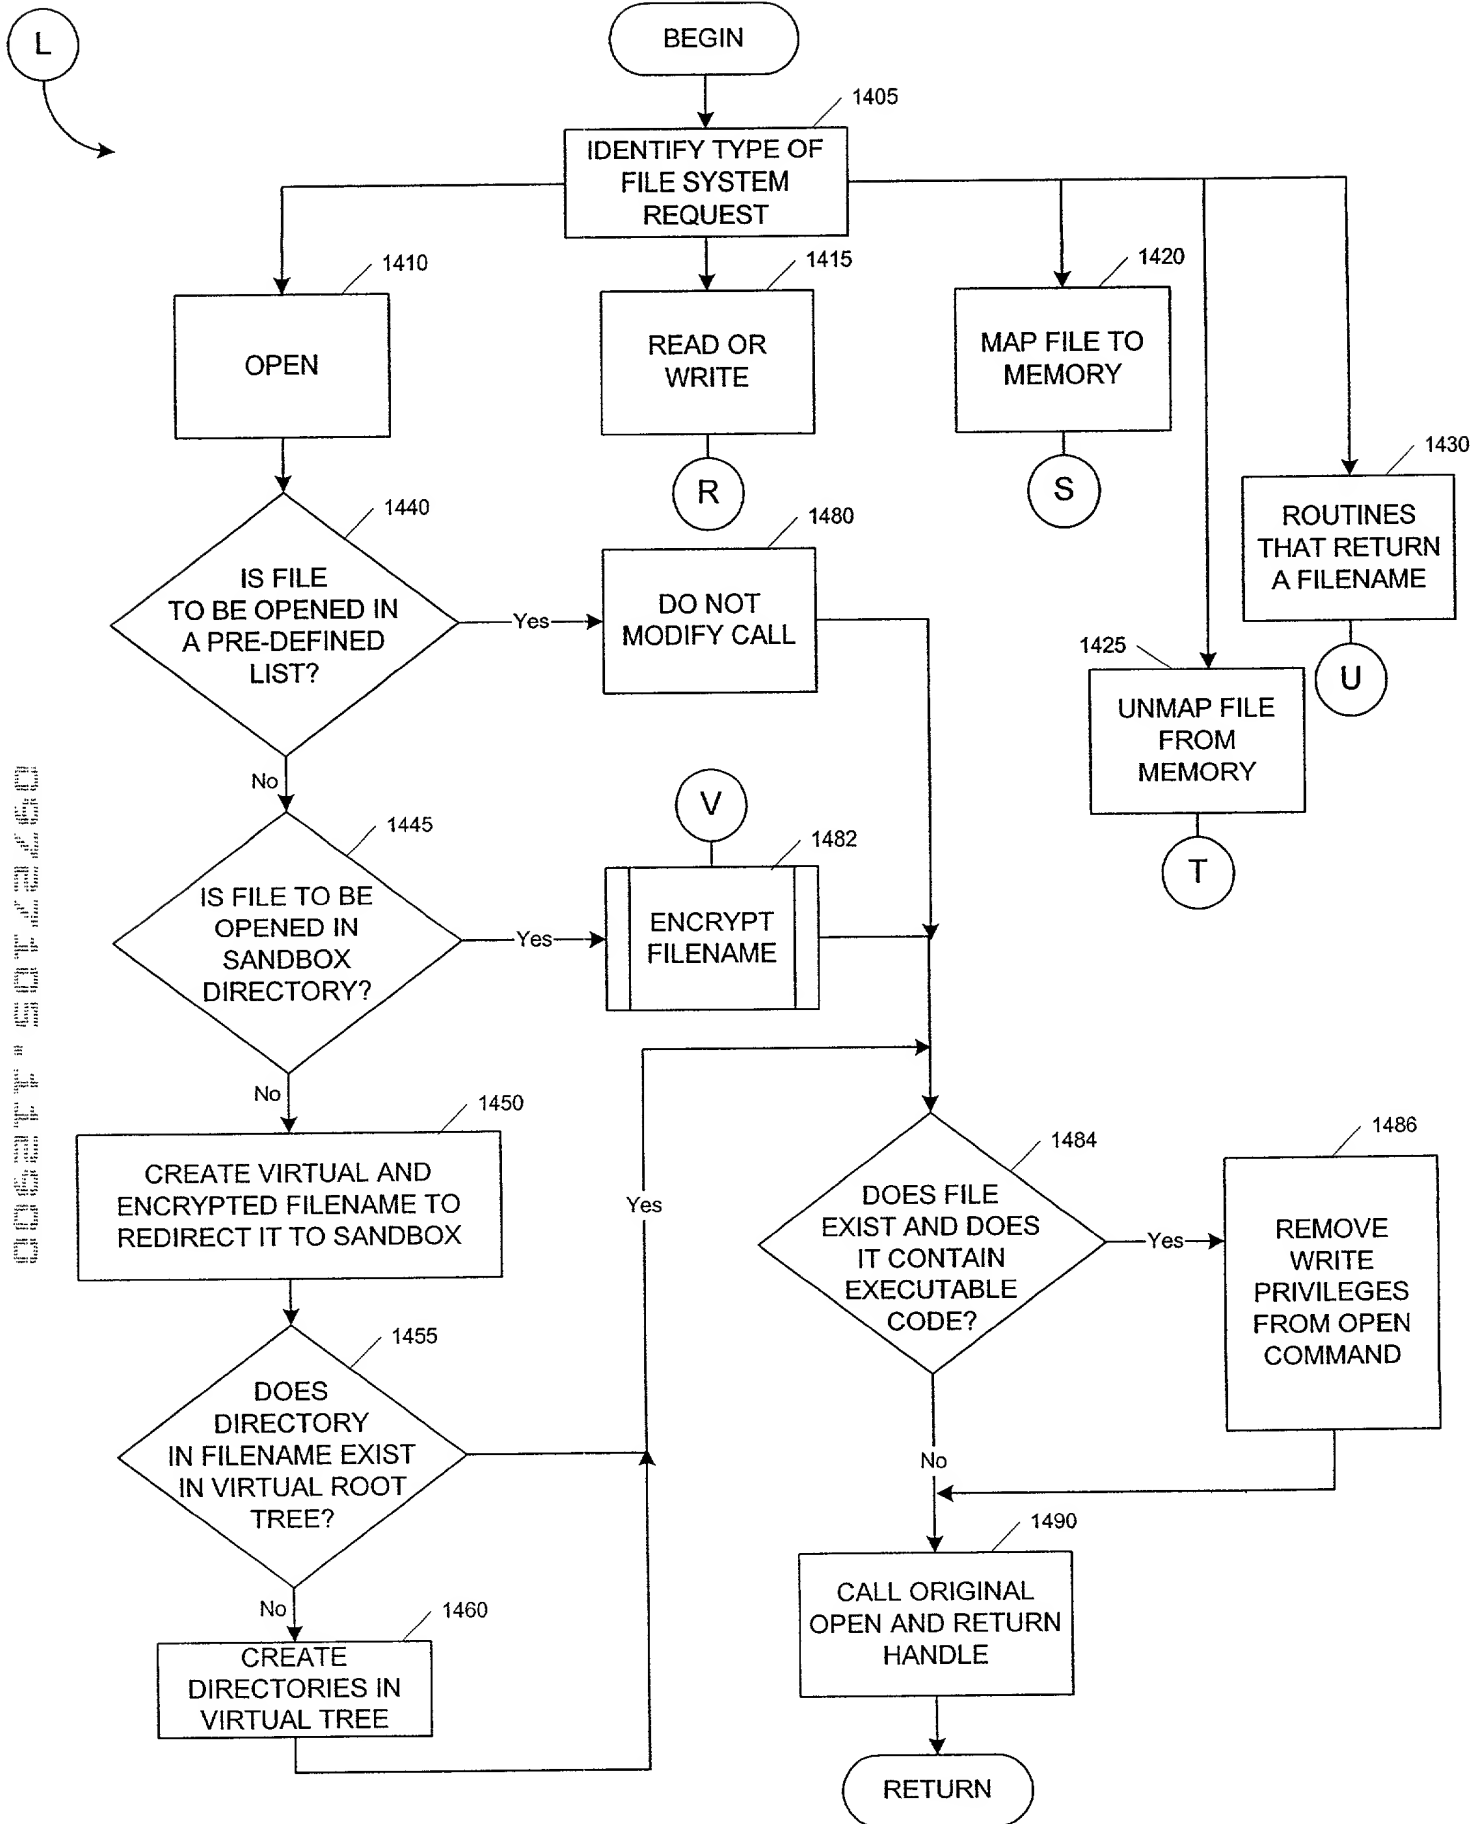 L
BEGIN
1405
IDENTIFY TYPE OF
FILE SYSTEM
REQUEST
1410
OPEN
1415
READ OR
WRITE
R
1420
MAP FILE TO
MEMORY
S
1430
ROUTINES
THAT RETURN
A FILENAME
U
1425
UNMAP FILE
FROM
MEMORY
T
1440
IS FILE
TO BE OPENED IN
A PRE-DEFINED
LIST?
Yes
1480
DO NOT
MODIFY CALL
No
1445
IS FILE TO BE
OPENED IN
SANDBOX
DIRECTORY?
Yes
V
1482
ENCRYPT
FILENAME
No
1450
CREATE VIRTUAL AND
ENCRYPTED FILENAME TO
REDIRECT IT TO SANDBOX
1455
DOES
DIRECTORY
IN FILENAME EXIST
IN VIRTUAL ROOT
TREE?
Yes
No
1460
CREATE
DIRECTORIES IN
VIRTUAL TREE
1484
DOES FILE
EXIST AND DOES
IT CONTAIN
EXECUTABLE
CODE?
Yes
1486
REMOVE
WRITE
PRIVILEGES
FROM OPEN
COMMAND
No
1490
CALL ORIGINAL
OPEN AND RETURN
HANDLE
RETURN